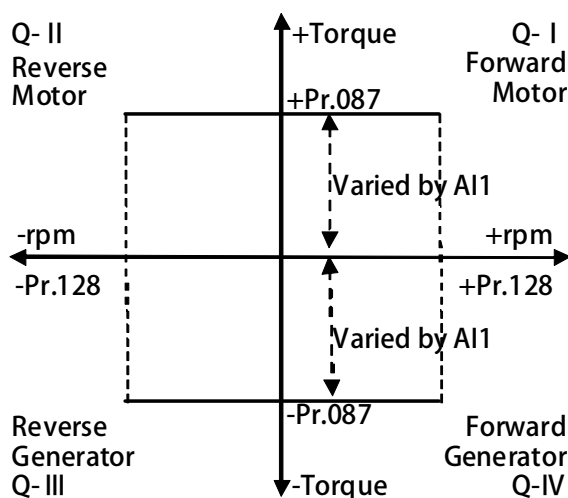 Q- II
Reverse
Motor
+Torque
Q- I
Forward
Motor
+Pr.087
Varied by AI1
-rpm
-Pr.128
+rpm
+Pr.128
Varied by AI1
-Pr.087
Reverse
Generator
Q- III
-Torque
Forward
Generator
Q-IV